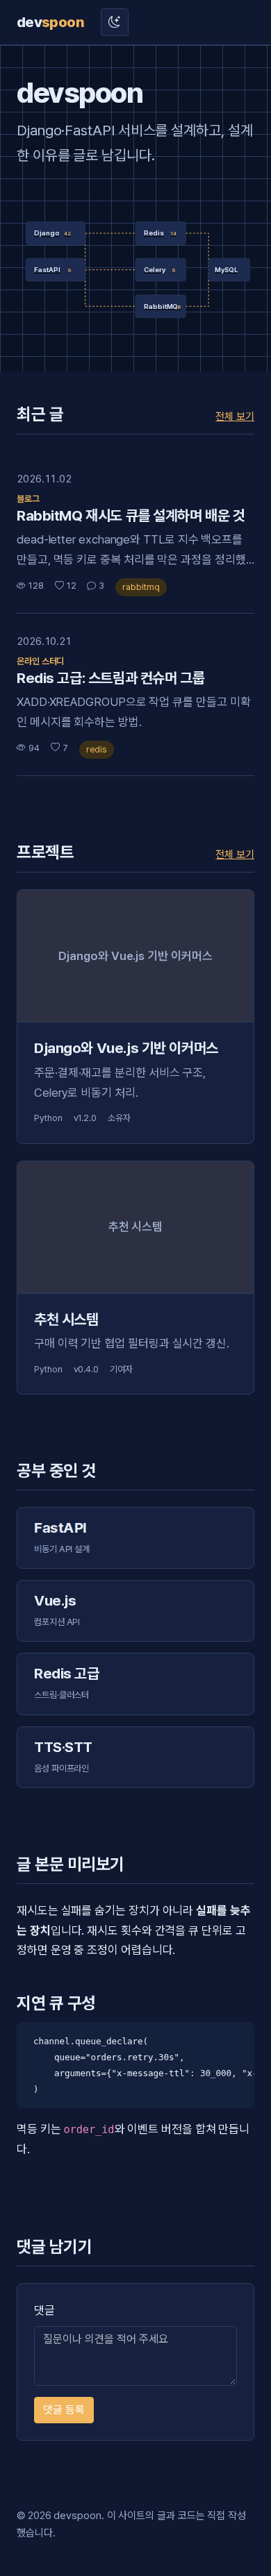 devspoon
devspoon
Django·FastAPI 서비스를 설계하고, 설계
한 이유를 글로 남깁니다.
Django 42
Redis 14
FastAPI 9
Celery 6
MySQL
RabbitMQ
최근 글
전체 보기
2026.11.02
블로그
RabbitMQ 재시도 큐를 설계하며 배운 것
dead-letter exchange와 TTL로 지수 백오프를
만들고, 멱등 키로 중복 처리를 막은 과정을 정리했...
128 12 3 rabbitmq
2026.10.21
온라인 스터디
Redis 고급: 스트림과 컨슈머 그룹
XADD·XREADGROUP으로 작업 큐를 만들고 미확
인 메시지를 회수하는 방법.
94 7 redis
프로젝트
전체 보기
Django와 Vue.js 기반 이커머스
Django와 Vue.js 기반 이커머스
주문·결제·재고를 분리한 서비스 구조,
Celery로 비동기 처리.
Python v1.2.0 소유자
추천 시스템
추천 시스템
구매 이력 기반 협업 필터링과 실시간 갱신.
Python v0.4.0 기여자
공부 중인 것
FastAPI
비동기 API 설계
Vue.js
컴포지션 API
Redis 고급
스트림·클러스터
TTS·STT
음성 파이프라인
글 본문 미리보기
재시도는 실패를 숨기는 장치가 아니라 실패를 늦추
는 장치입니다. 재시도 횟수와 간격을 큐 단위로 고
정하면 운영 중 조정이 어렵습니다.
지연 큐 구성
channel.queue_declare(
queue="orders.retry.30s",
arguments={"x-message-ttl": 30_000, "x-
)
멱등 키는 order_id와 이벤트 버전을 합쳐 만듭니
다.
댓글 남기기
댓글
질문이나 의견을 적어 주세요
댓글 등록
© 2026 devspoon. 이 사이트의 글과 코드는 직접 작성
했습니다.